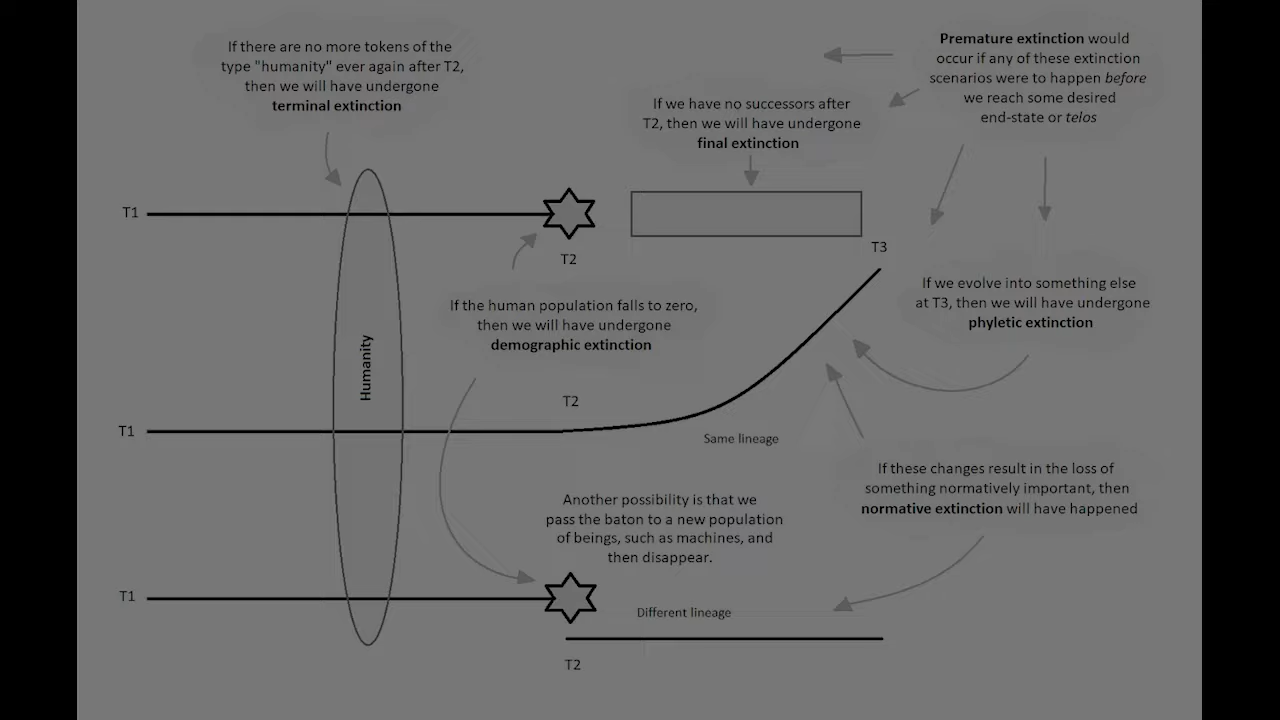 If there are no more tokens of the
type "humanity" ever again after T2,
then we will have undergone
terminal extinction
If we have no successors after
T2, then we will have undergone
final extinction
Premature extinction would
occur if any of these extinction
scenarios were to happen before
we reach some desired
end-state or telos
T1
T2
T3
If the human population falls to zero,
then we will have undergone
demographic extinction
If we evolve into something else
at T3, then we will have undergone
phyletic extinction
Humanity
T1
T2
Same lineage
If these changes result in the loss of
something normatively important, then
normative extinction will have happened
Another possibility is that we
pass the baton to a new population
of beings, such as machines, and
then disappear.
T1
Different lineage
T2